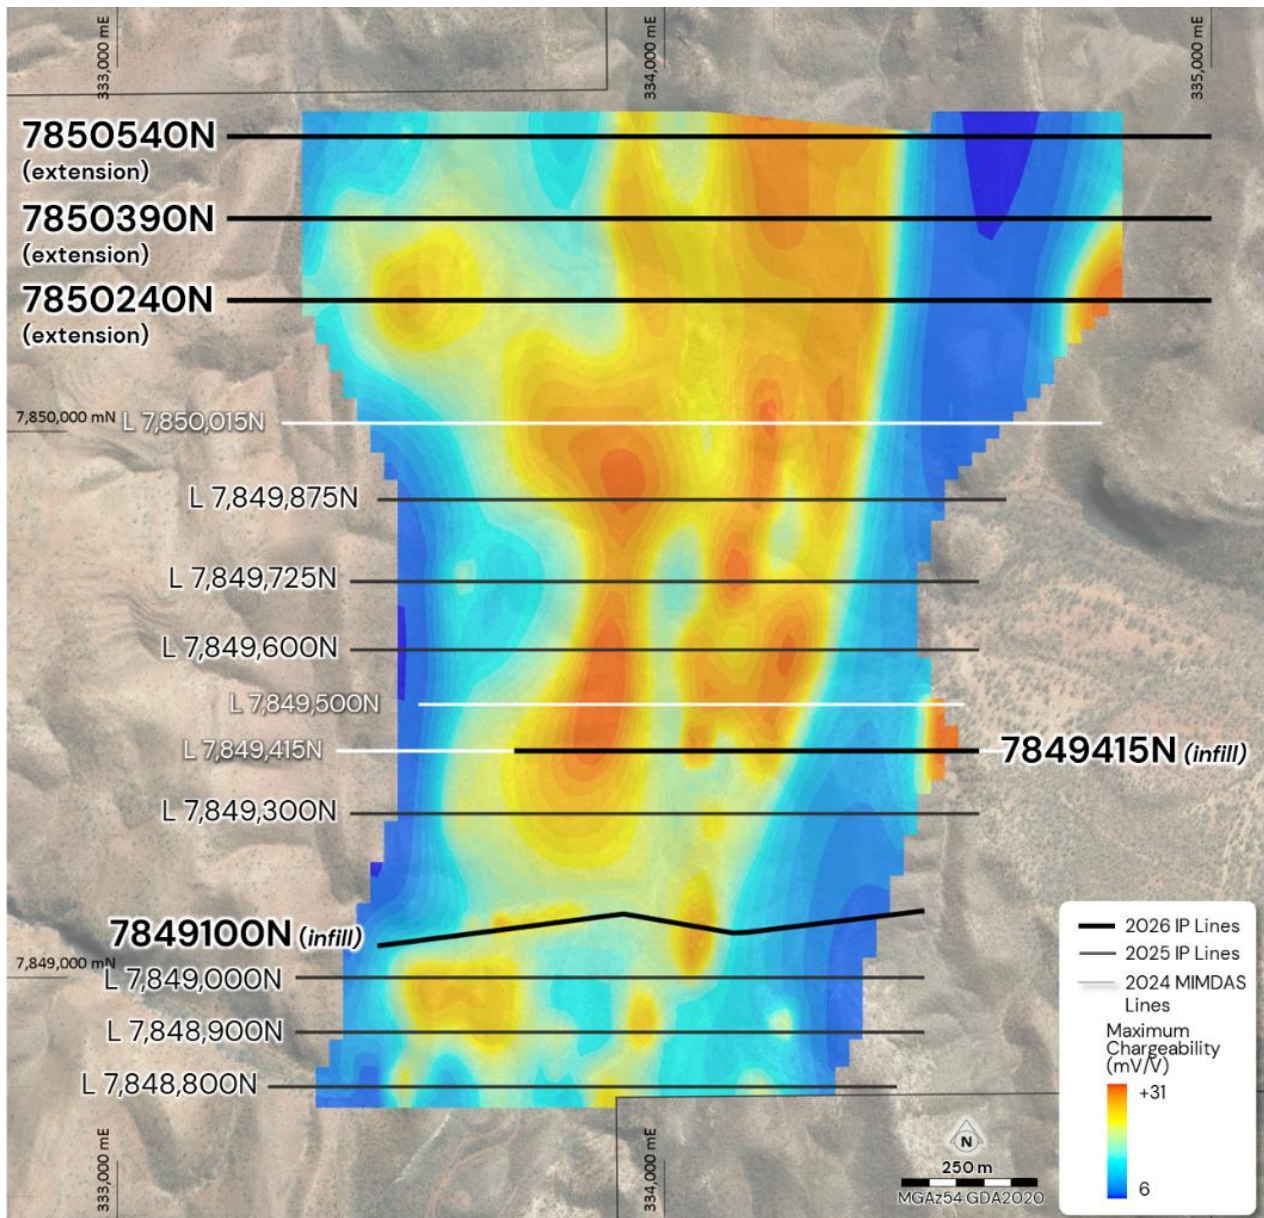 333,000 mE
334,000 mE
335,000 mE
7850540N
(extension)
7850390N
(extension)
7850240N
(extension)
7,850,000 mN
L 7,850,015N
L 7,849,875N
L 7,849,725N
L 7,849,600N
L 7,849,500N
L 7,849,415N
7849415N (infill)
L 7,849,300N
7849100N (infill)
7,849,000 mN
L 7,849,000N
L 7,848,900N
L 7,848,800N
2026 IP Lines
2025 IP Lines
2024 MIMDAS
Lines
Maximum
Chargeability
(mV/V)
+31
6
N
250 m
MGAz54 GDA2020
333,000 mE
334,000 mE